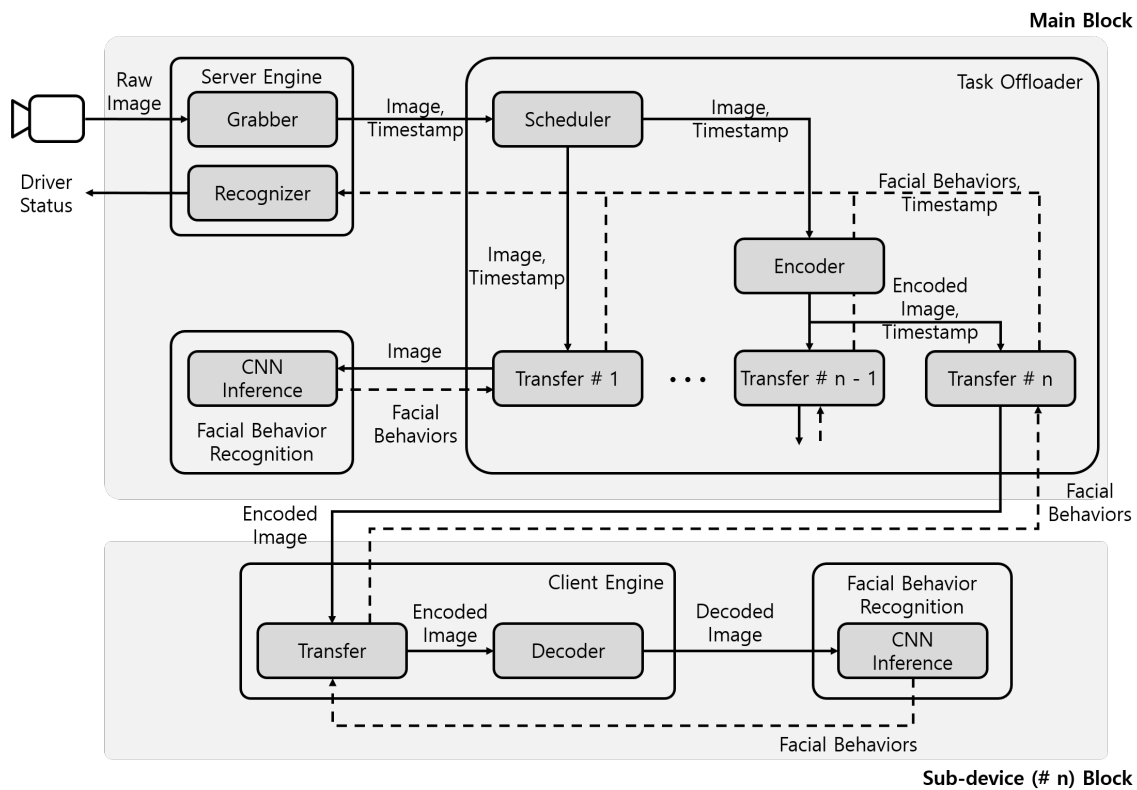 Main Block
Raw
Image
Server Engine
Grabber
Image,
Timestamp
Scheduler
Image,
Timestamp
Task Offloader
Driver
Status
Recognizer
Facial Behaviors,
Timestamp
Image,
Timestamp
Encoder
Encoded
Image,
Timestamp
CNN
Inference
Facial Behavior
Recognition
Image
Facial
Behaviors
Transfer # 1
Transfer # n - 1
Transfer # n
Encoded
Image
Facial
Behaviors
Client Engine
Transfer
Encoded
Image
Decoder
Decoded
Image
Facial Behavior
Recognition
CNN
Inference
Facial Behaviors
Sub-device (# n) Block